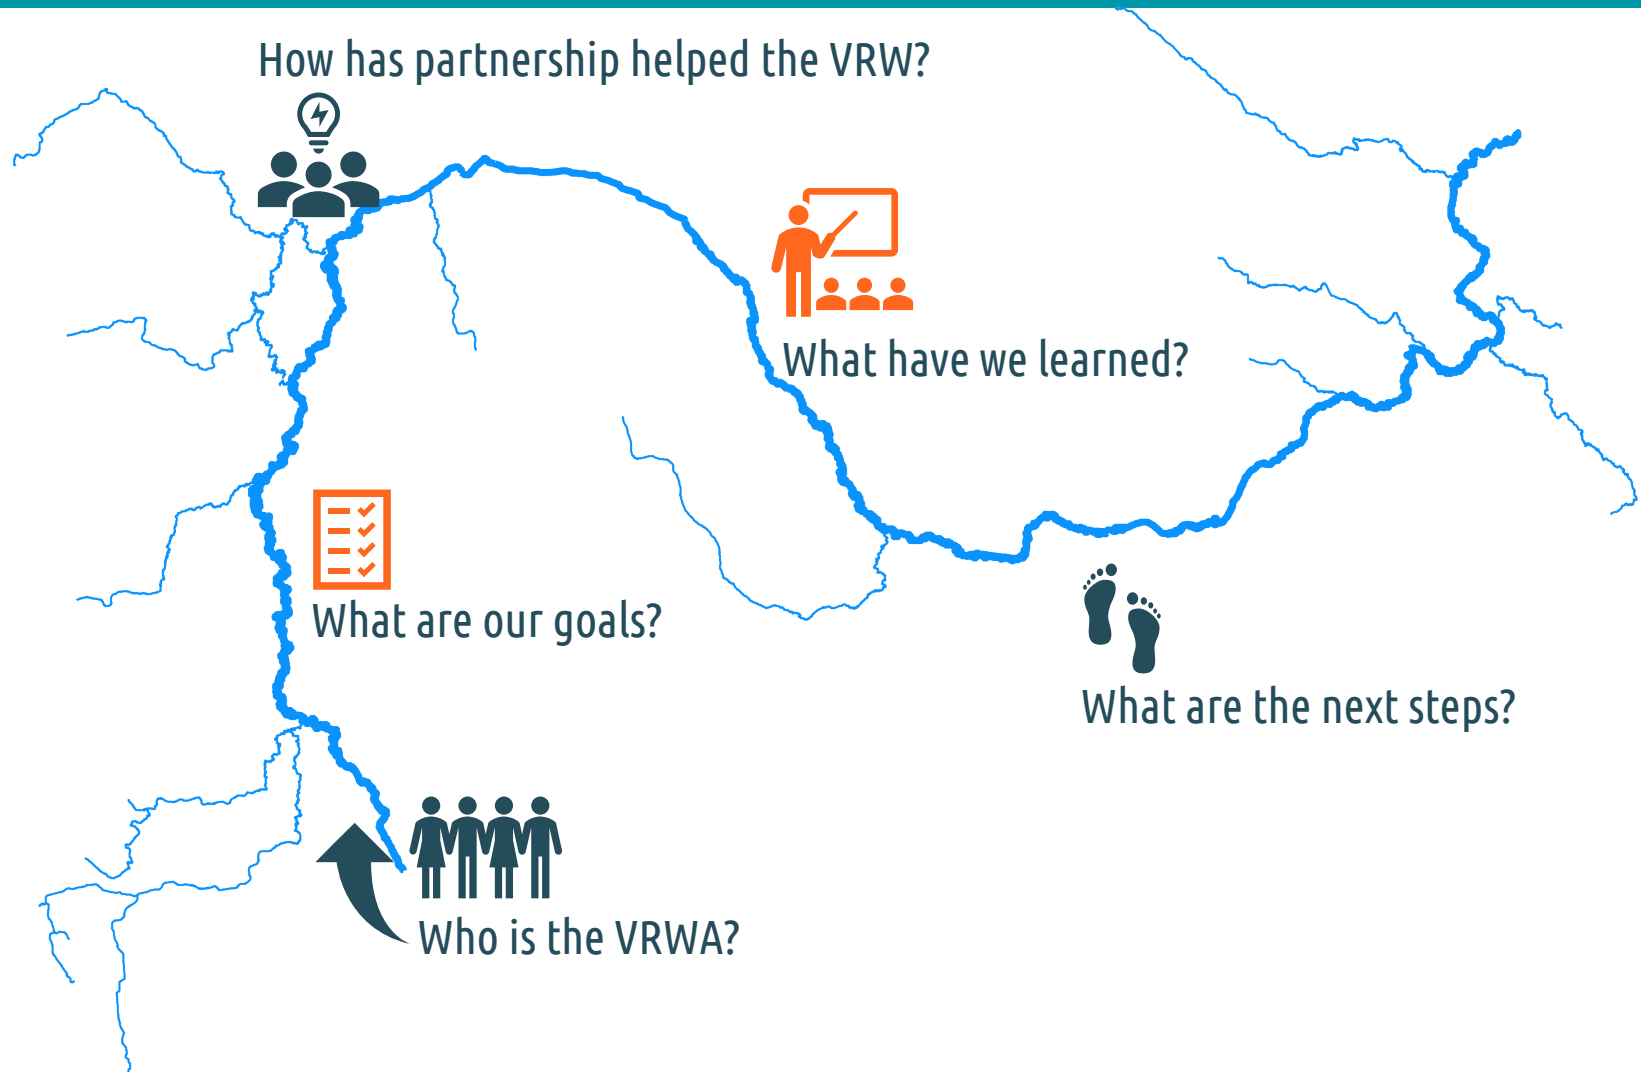 How has partnership helped the VRW?
What have we learned?
What are our goals?
What are the next steps?
Who is the VRWA?